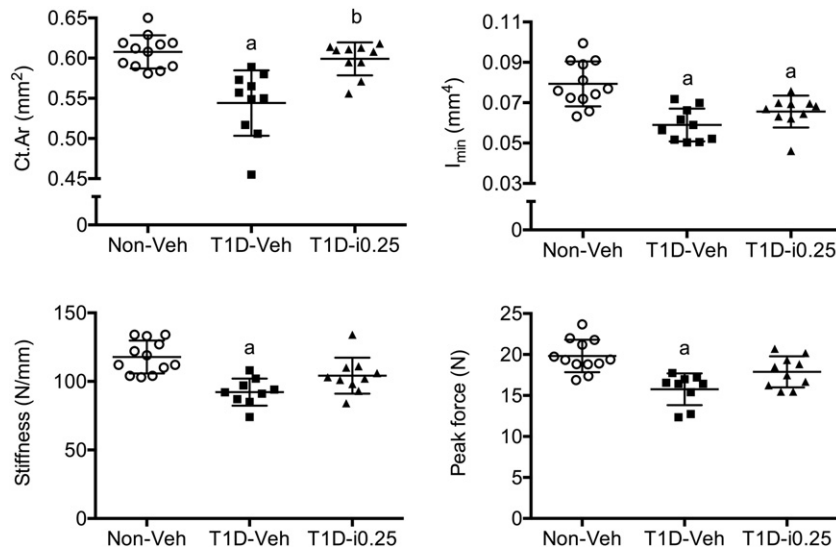 Ct.Ar (mm²)
0.65
0.60
0.55
0.50
0.45
0
a
b
Non-Veh T1D-Veh T1D-i0.25
I_min (mm⁴)
0.11
0.09
0.07
0.05
0.03
0
a
a
Non-Veh T1D-Veh T1D-i0.25
Stiffness (N/mm)
150
100
50
0
a
Non-Veh T1D-Veh T1D-i0.25
Peak force (N)
25
20
15
10
5
0
a
Non-Veh T1D-Veh T1D-i0.25